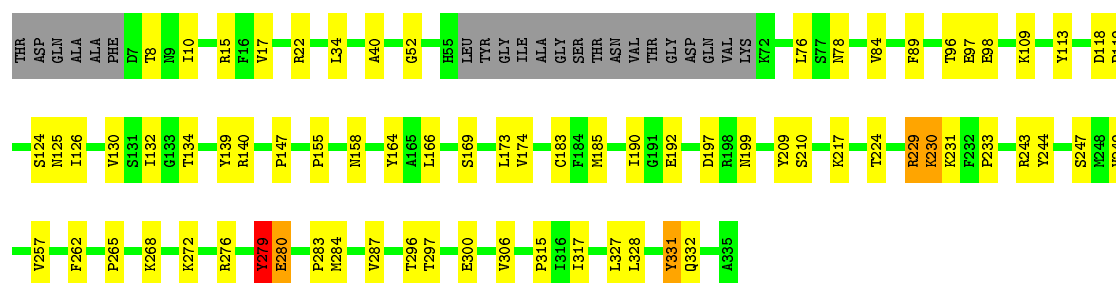 THR ASP GLN ALA ALA PHE D7 T8 N9 I10 R15 F16 V17 R22 L34 A40 G52 H55 LEU TYR GLY ILE ALA GLY SER THR ASN VAL THR GLY ASP GLN VAL LYS K72 L76 S77 N78 V84 F89 T96 E97 E98 K109 Y113 D118
S124 N125 I126 V130 S131 I132 G133 T134 Y139 R140 P147 P155 N158 Y164 A165 L166 S169 L173 V174 G183 F184 M185 I190 G191 E192 D197 R198 N199 Y209 S210 K217 T224 R229 K230 K231 F232 P233 R243 Y244 S247 M248
V257 F262 P265 K268 K272 R276 Y279 E280 P283 M284 V287 T296 T297 E300 V306 P315 I316 I317 L327 L328 Y331 Q332 A335